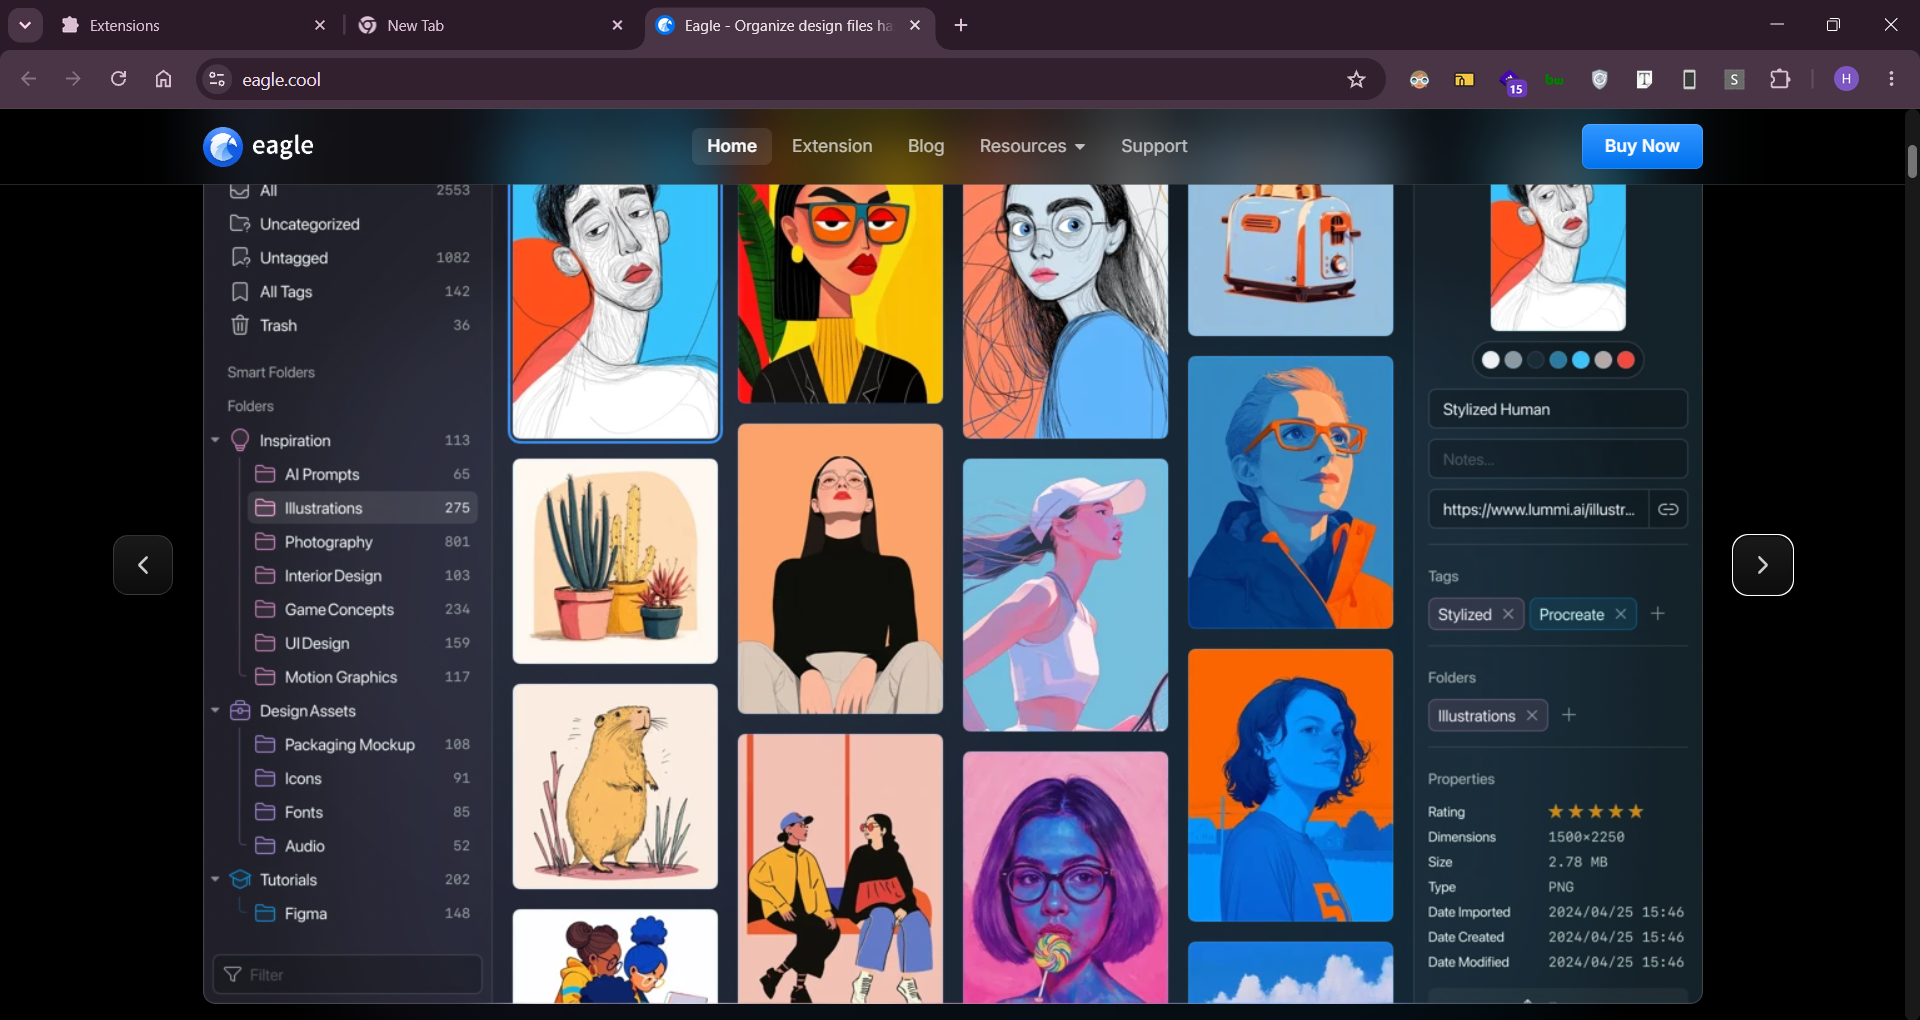 Extensions
New Tab
Eagle - Organize design files ha
eagle.cool
15
bw
T
S
H
eagle
Home
Extension
Blog
Resources
Support
Buy Now
All 2553
Uncategorized
Untagged 1082
All Tags 142
Trash 36
Smart Folders
Folders
Inspiration 113
AI Prompts 65
Illustrations 275
Photography 801
Interior Design 103
Game Concepts 234
UI Design 159
Motion Graphics 117
Design Assets
Packaging Mockup 108
Icons 91
Fonts 85
Audio 52
Tutorials 202
Figma 148
Filter
S
Stylized Human
Notes...
https://www.lummi.ai/illustr...
Tags
Stylized
Procreate
Folders
Illustrations
Properties
Rating
Dimensions 1500×2250
Size 2.78 MB
Type PNG
Date Imported 2024/04/25 15:46
Date Created 2024/04/25 15:46
Date Modified 2024/04/25 15:46